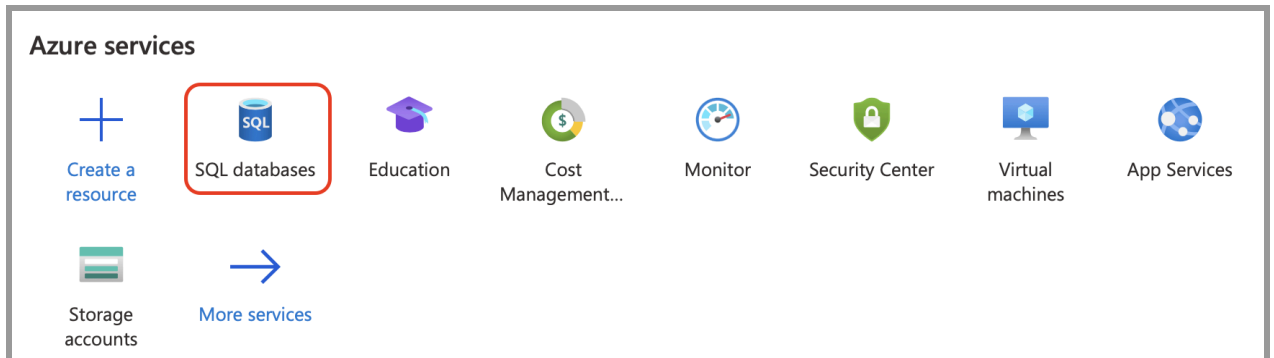 Azure services
SQL
$
Create a
resource
SQL databases
Education
Cost
Management...
Monitor
Security Center
Virtual
machines
App Services
Storage
accounts
More services